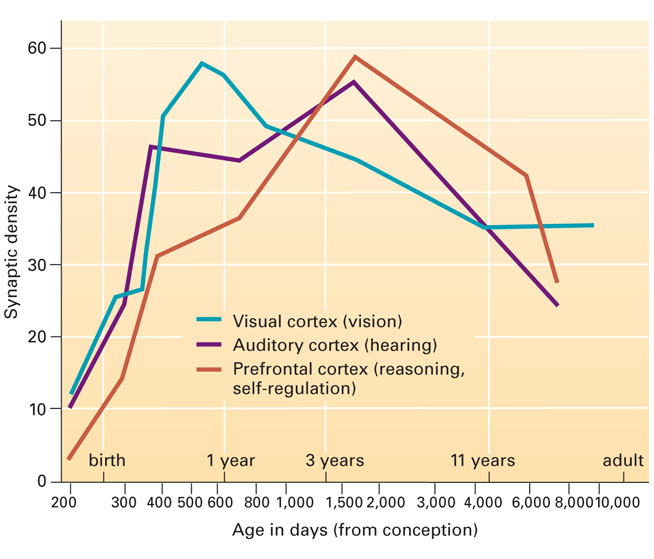 60
50
40
30
20
10
0
Synaptic density
Visual cortex (vision)
Auditory cortex (hearing)
Prefrontal cortex (reasoning,
self-regulation)
birth 1 year 3 years 11 years adult
200 300 400 500 600 800 1,000 1,500 2,000 3,000 4,000 6,000 8,000 10,000
Age in days (from conception)